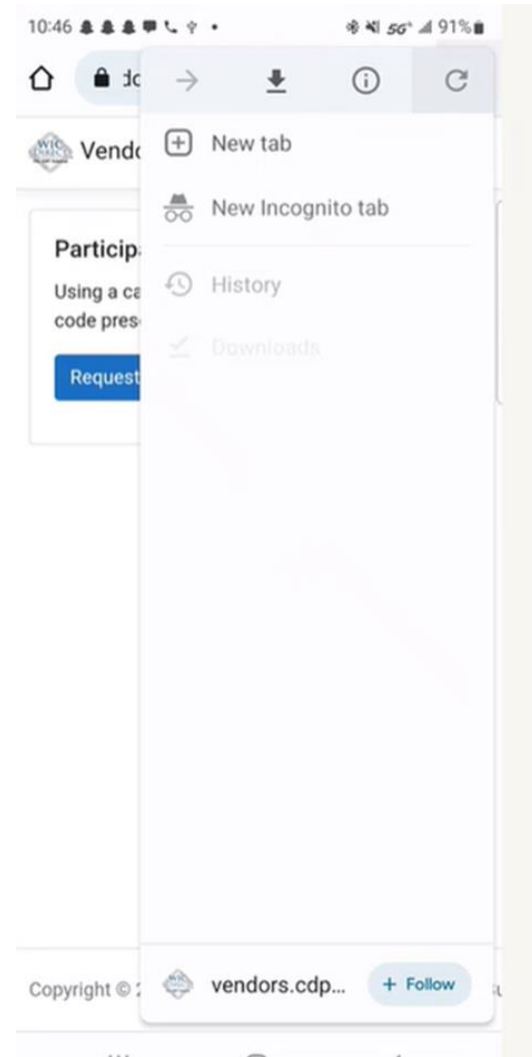 10:46 5G+ 91%
Vendo
New tab
New Incognito tab
Particip
Using a ca
code pres
History
Downloads
Request
Copyright ©
vendors.cdp...
+ Follow